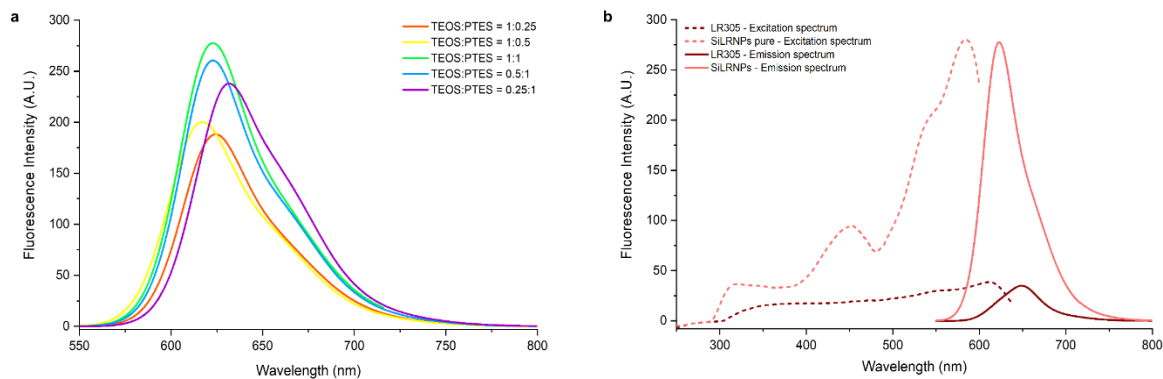 a
TEOS:PTES = 1:0.25
TEOS:PTES = 1:0.5
TEOS:PTES = 1:1
TEOS:PTES = 0.5:1
TEOS:PTES = 0.25:1
Fluorescence Intensity (A.U.)
300
250
200
150
100
50
0
550
600
650
700
750
800
Wavelength (nm)
b
LR305 - Excitation spectrum
SiLRNPs pure - Excitation spectrum
LR305 - Emission spectrum
SiLRNPs - Emission spectrum
Fluorescence Intensity (A.U.)
300
250
200
150
100
50
0
300
400
500
600
700
800
Wavelength (nm)